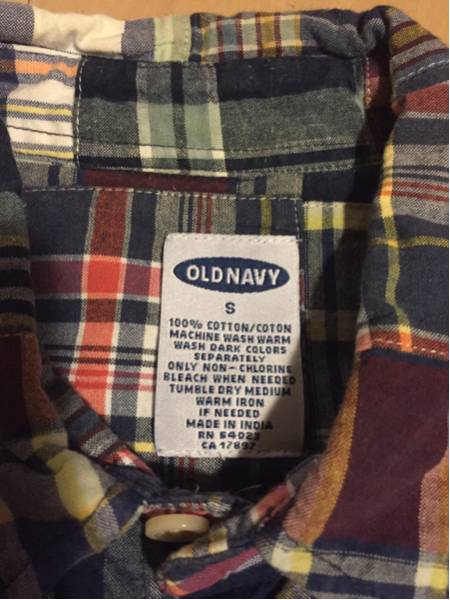 OLD NAVY
S
100% COTTON/COTON
MACHINE WASH WARM
WASH DARK COLORS
SEPARATELY
ONLY NON-CHLORINE
BLEACH WHEN NEEDED
TUMBLE DRY MEDIUM
WARM IRON
IF NEEDED
MADE IN INDIA
RN 54023
CA 17897